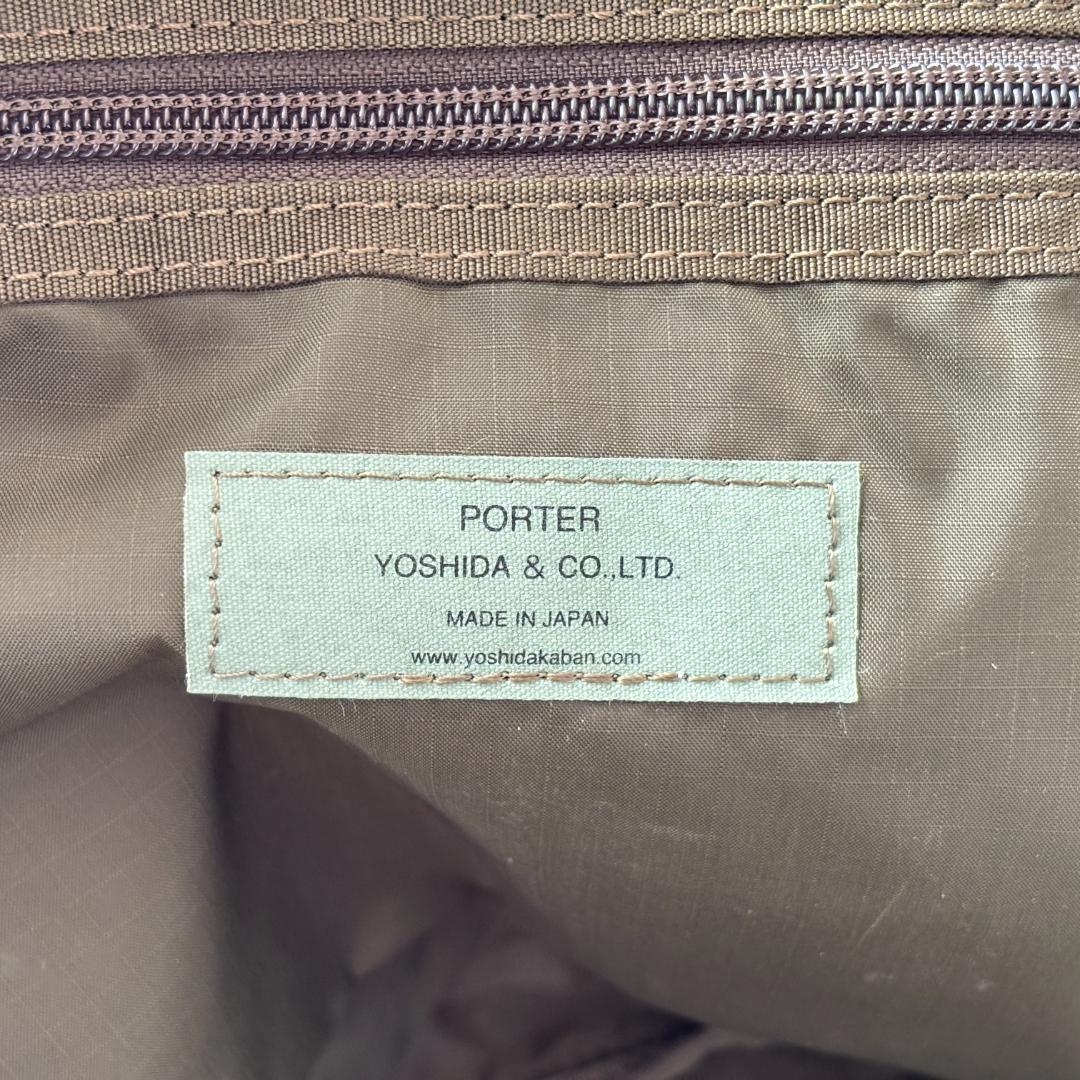 PORTER
YOSHIDA & CO.,LTD.
MADE IN JAPAN
www.yoshidakaban.com